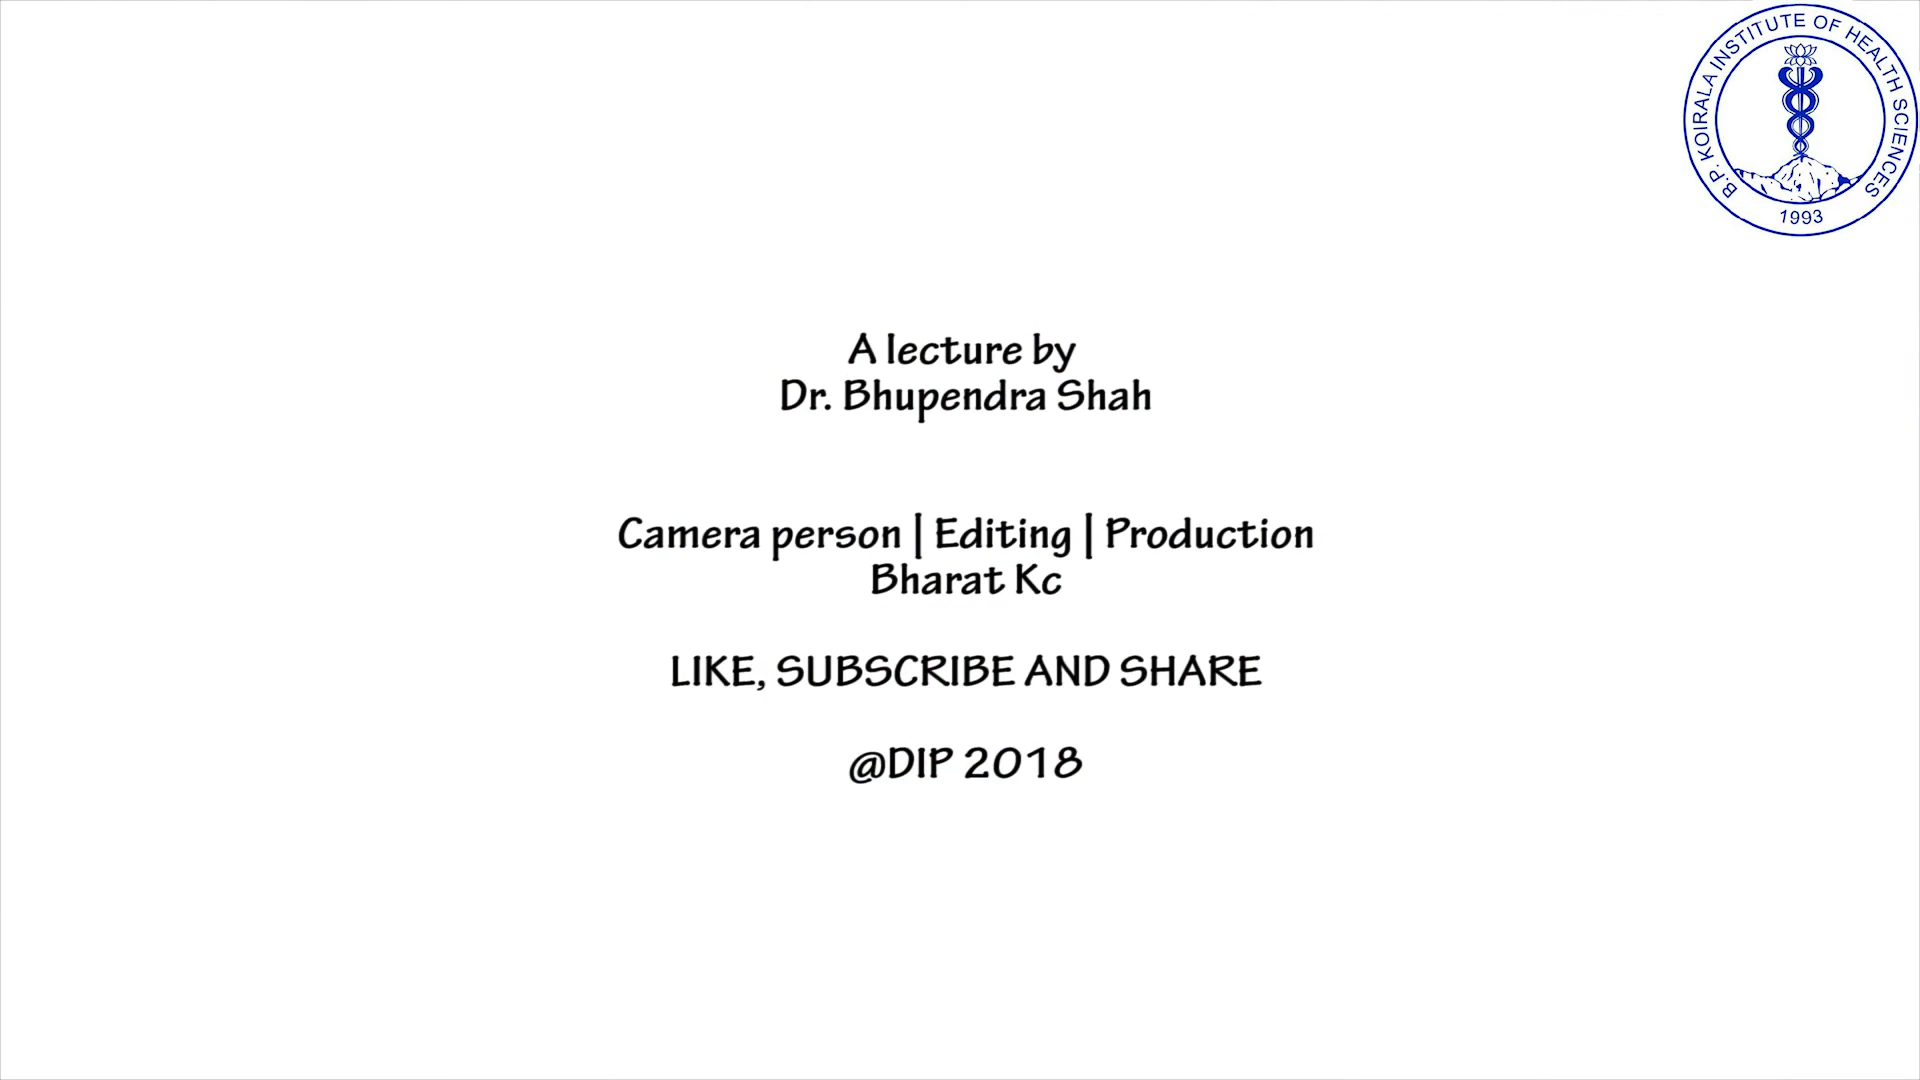 B.P. KOIRALA INSTITUTE OF HEALTH SCIENCES
1993
A lecture by
Dr. Bhupendra Shah
Camera person | Editing | Production
Bharat Kc
LIKE, SUBSCRIBE AND SHARE
@DIP 2018